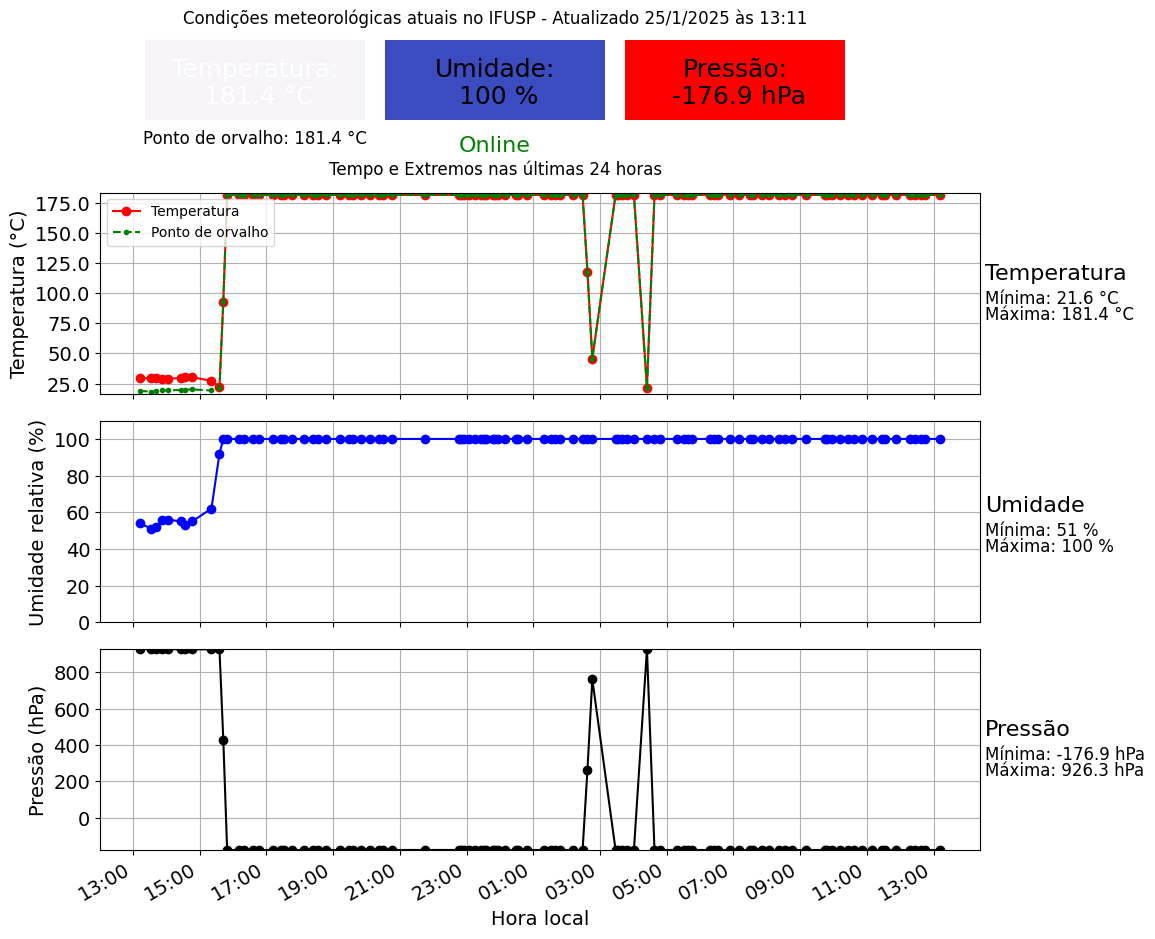 Condições meteorológicas atuais no IFUSP - Atualizado 25/1/2025 às 13:11
Temperatura:
181.4 °C
Umidade:
100 %
Pressão:
-176.9 hPa
Ponto de orvalho: 181.4 °C
Online
Tempo e Extremos nas últimas 24 horas
Temperatura (°C)
175.0
150.0
125.0
100.0
75.0
50.0
25.0
Temperatura
Ponto de orvalho
Temperatura
Mínima: 21.6 °C
Máxima: 181.4 °C
Umidade relativa (%)
100
80
60
40
20
0
Umidade
Mínima: 51 %
Máxima: 100 %
Pressão (hPa)
800
600
400
200
0
Pressão
Mínima: -176.9 hPa
Máxima: 926.3 hPa
13:00 15:00 17:00 19:00 21:00 23:00 01:00 03:00 05:00 07:00 09:00 11:00 13:00
Hora local